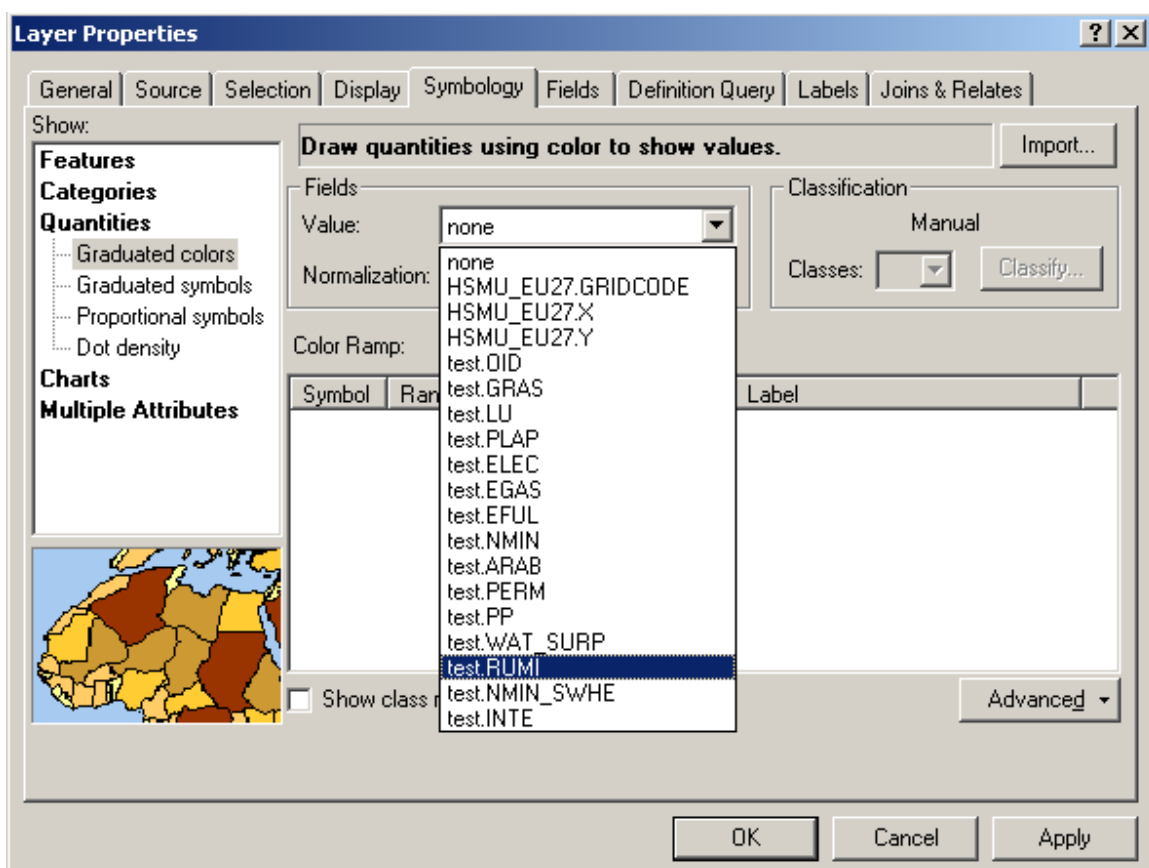 Layer Properties
General Source Selection Display Symbology Fields Definition Query Labels Joins & Relates
Show:
Features
Categories
Quantities
Graduated colors
Graduated symbols
Proportional symbols
Dot density
Charts
Multiple Attributes
Draw quantities using color to show values.
Import...
Fields
Value:
none
Normalization:
none
HSMU_EU27.GRIDCODE
HSMU_EU27.X
HSMU_EU27.Y
test.OID
test.GRAS
test.LU
test.PLAP
test.ELEC
test.EGAS
test.EFUL
test.NMIN
test.ARAB
test.PERM
test.PP
test.WAT_SURP
test.RUMI
test.NMIN_SWHE
test.INTE
Classification
Manual
Classes:
Classify...
Color Ramp:
Symbol Ran Label
Show class r
Advanced
OK Cancel Apply